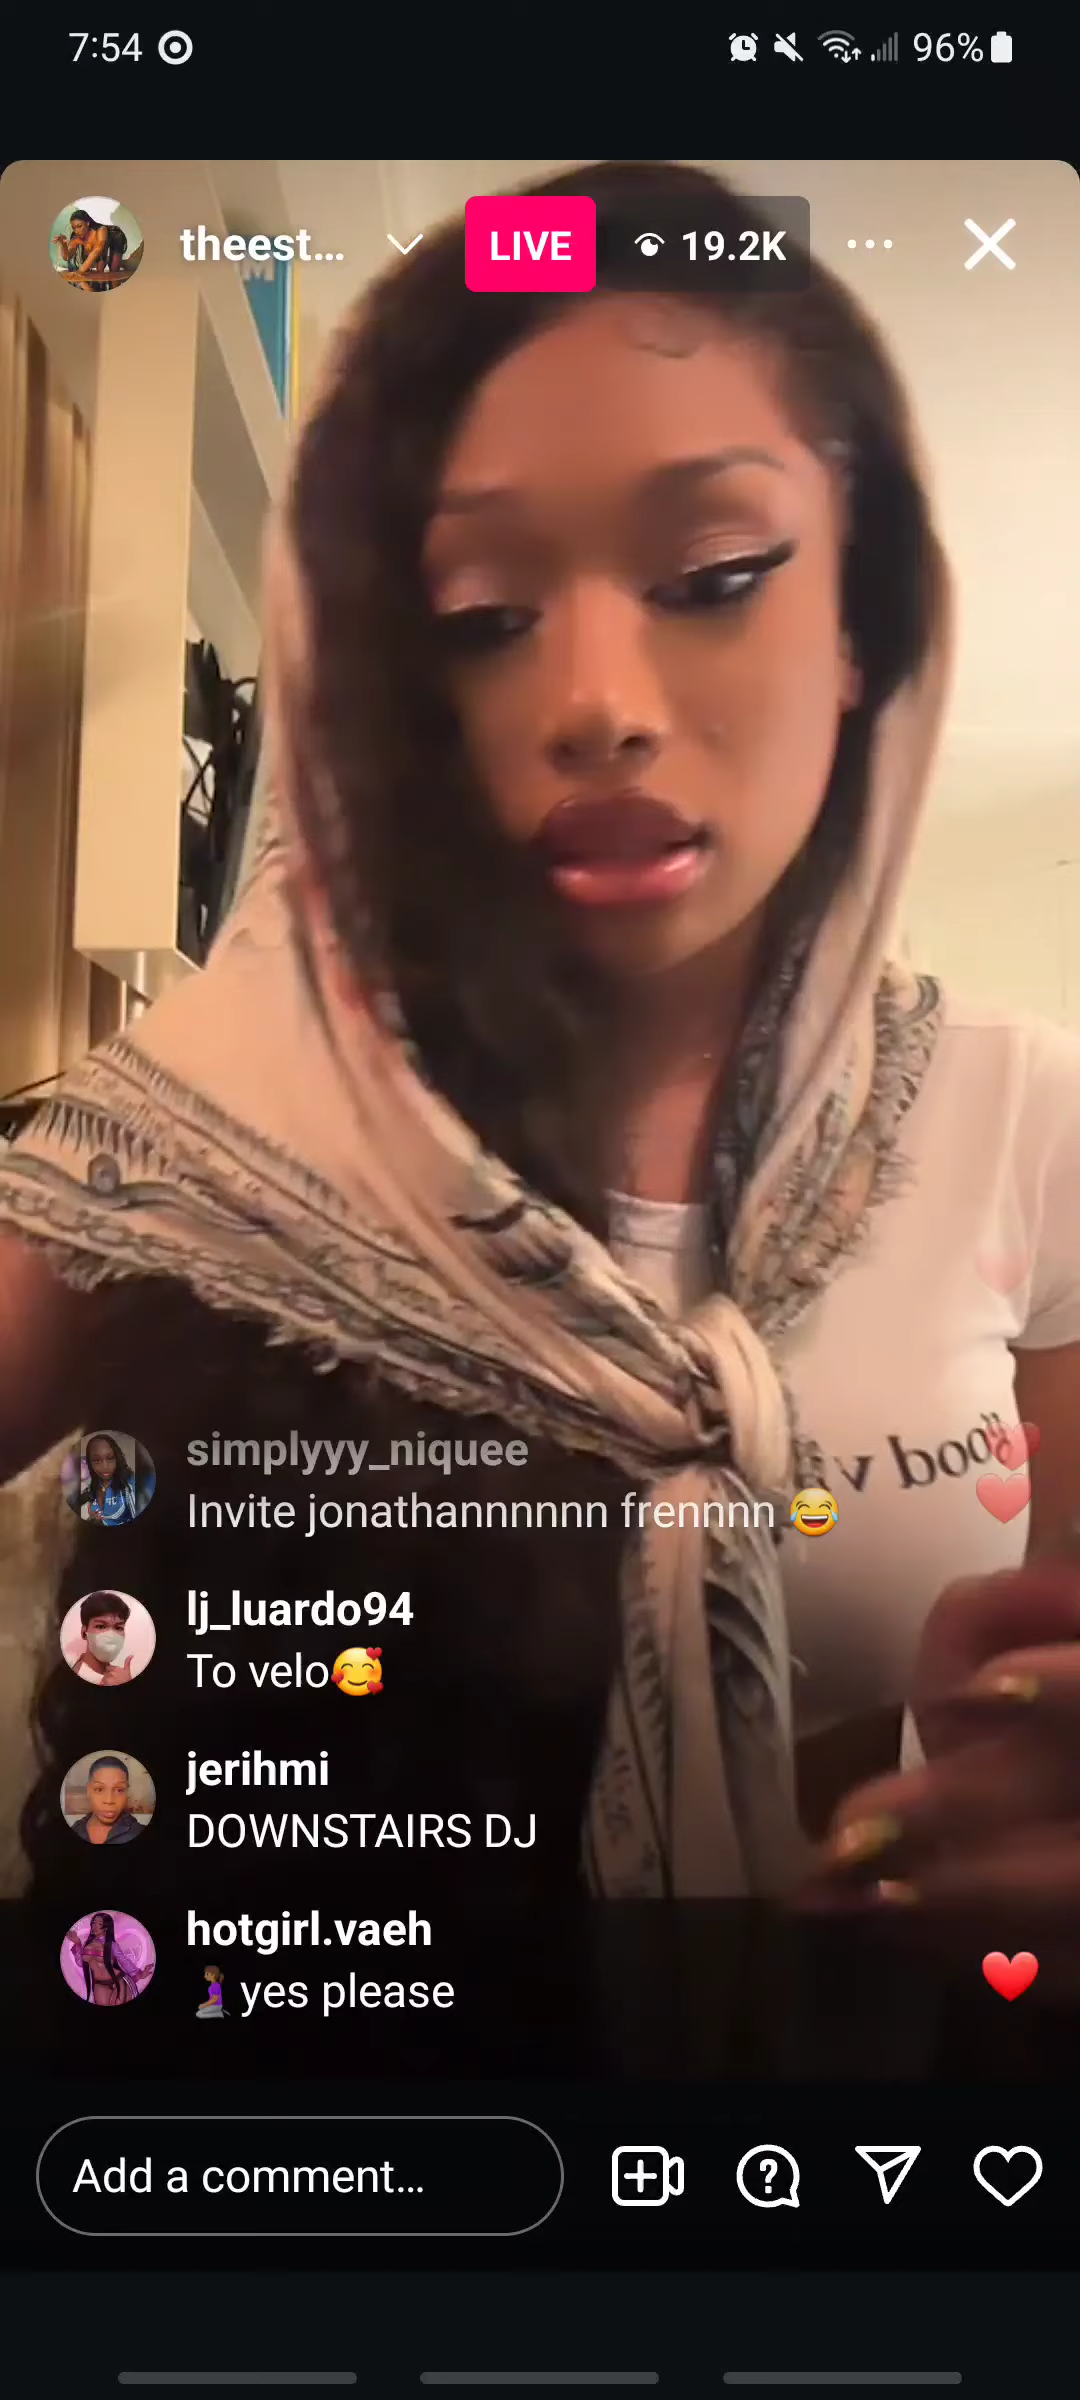 7:54
96%
theest...
LIVE
19.2K
boo
simplyyy_niquee
Invite jonathannnnnn frennnn 😂
lj_luardo94
To velo🥰
jerihmi
DOWNSTAIRS DJ
hotgirl.vaeh
🧎🏽‍♀️yes please
Add a comment...